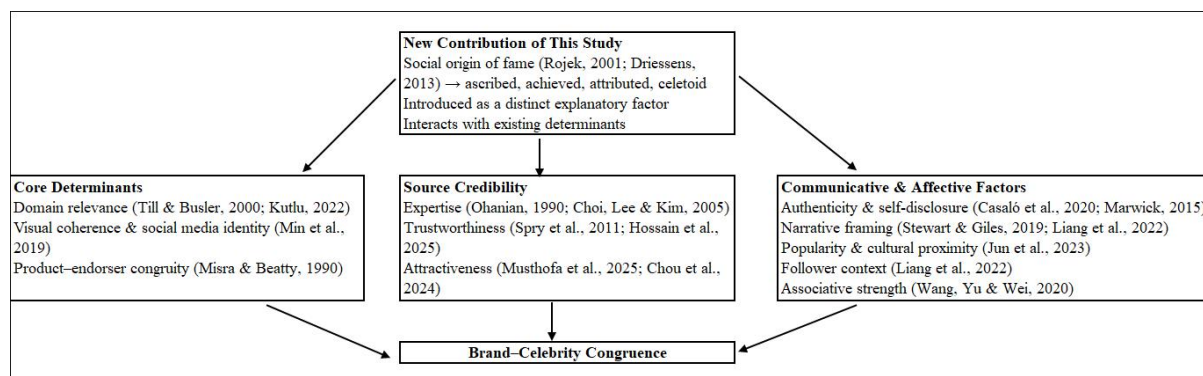 New Contribution of This Study
Social origin of fame (Rojek, 2001; Driessens,
2013) → ascribed, achieved, attributed, celetoid
Introduced as a distinct explanatory factor
Interacts with existing determinants
Core Determinants
Domain relevance (Till & Busler, 2000; Kutlu, 2022)
Visual coherence & social media identity (Min et al.,
2019)
Product–endorser congruity (Misra & Beatty, 1990)
Source Credibility
Expertise (Ohanian, 1990; Choi, Lee & Kim, 2005)
Trustworthiness (Spry et al., 2011; Hossain et al.,
2025)
Attractiveness (Musthofa et al., 2025; Chou et al.,
2024)
Communicative & Affective Factors
Authenticity & self-disclosure (Casaló et al., 2020; Marwick, 2015)
Narrative framing (Stewart & Giles, 2019; Liang et al., 2022)
Popularity & cultural proximity (Jun et al., 2023)
Follower context (Liang et al., 2022)
Associative strength (Wang, Yu & Wei, 2020)
Brand–Celebrity Congruence